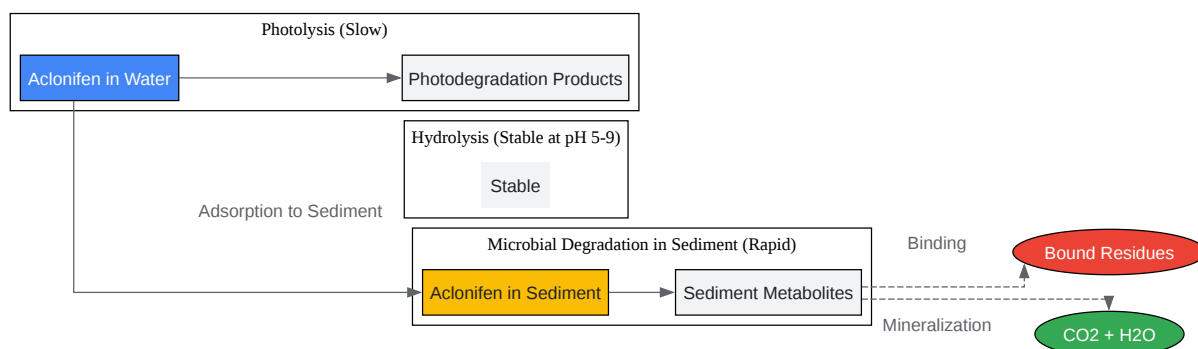 Photolysis (Slow)
Aclonifen in Water
Photodegradation Products
Hydrolysis (Stable at pH 5-9)
Stable
Adsorption to Sediment
Microbial Degradation in Sediment (Rapid)
Aclonifen in Sediment
Sediment Metabolites
Binding
Bound Residues
Mineralization
CO2 + H2O